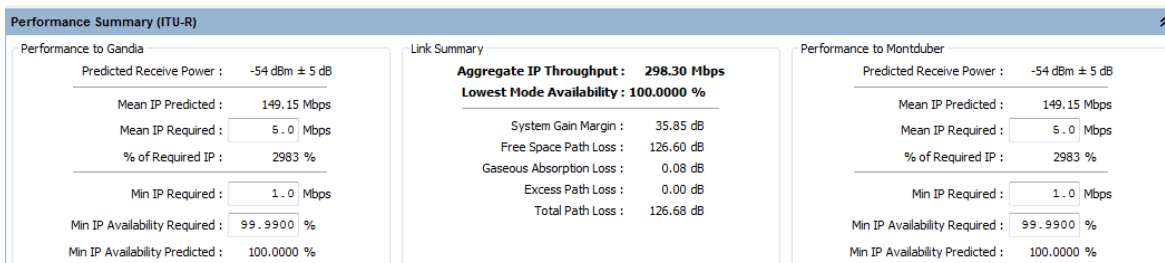 Performance Summary (ITU-R)
Performance to Gandia
Predicted Receive Power : -54 dBm ± 5 dB
Mean IP Predicted : 149.15 Mbps
Mean IP Required : 5.0 Mbps
% of Required IP : 2983 %
Min IP Required : 1.0 Mbps
Min IP Availability Required : 99.9900 %
Min IP Availability Predicted : 100.0000 %
Link Summary
Aggregate IP Throughput : 298.30 Mbps
Lowest Mode Availability : 100.0000 %
System Gain Margin : 35.85 dB
Free Space Path Loss : 126.60 dB
Gaseous Absorption Loss : 0.08 dB
Excess Path Loss : 0.00 dB
Total Path Loss : 126.68 dB
Performance to Montduber
Predicted Receive Power : -54 dBm ± 5 dB
Mean IP Predicted : 149.15 Mbps
Mean IP Required : 5.0 Mbps
% of Required IP : 2983 %
Min IP Required : 1.0 Mbps
Min IP Availability Required : 99.9900 %
Min IP Availability Predicted : 100.0000 %